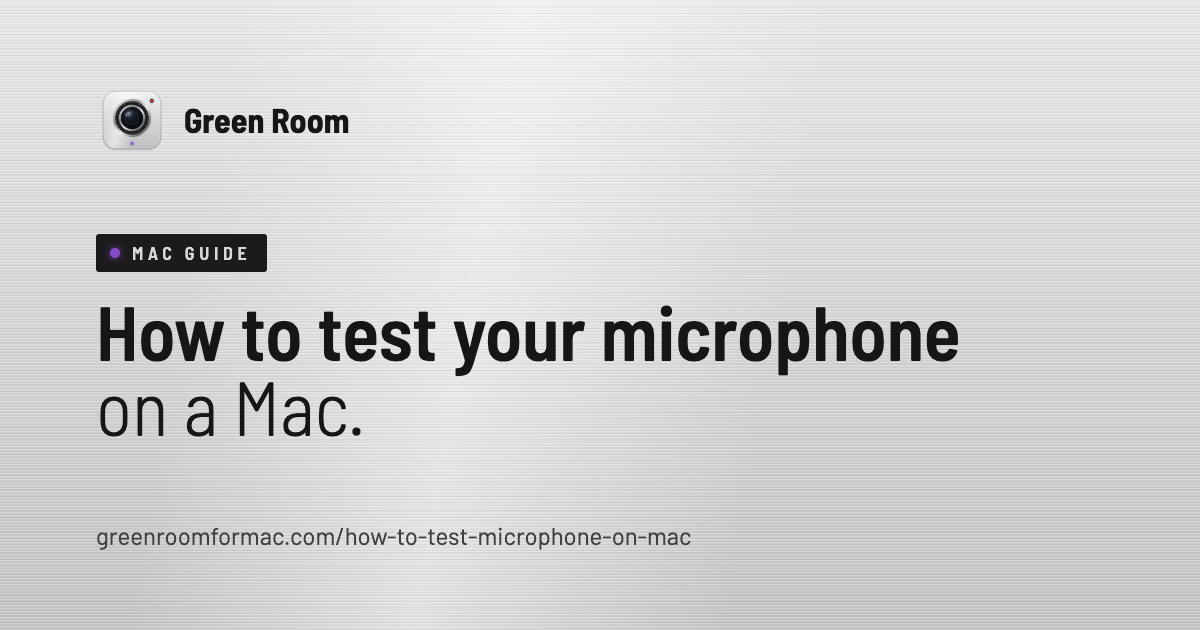 Green Room
MAC GUIDE
How to test your microphone
on a Mac.
greenroomformac.com/how-to-test-microphone-on-mac